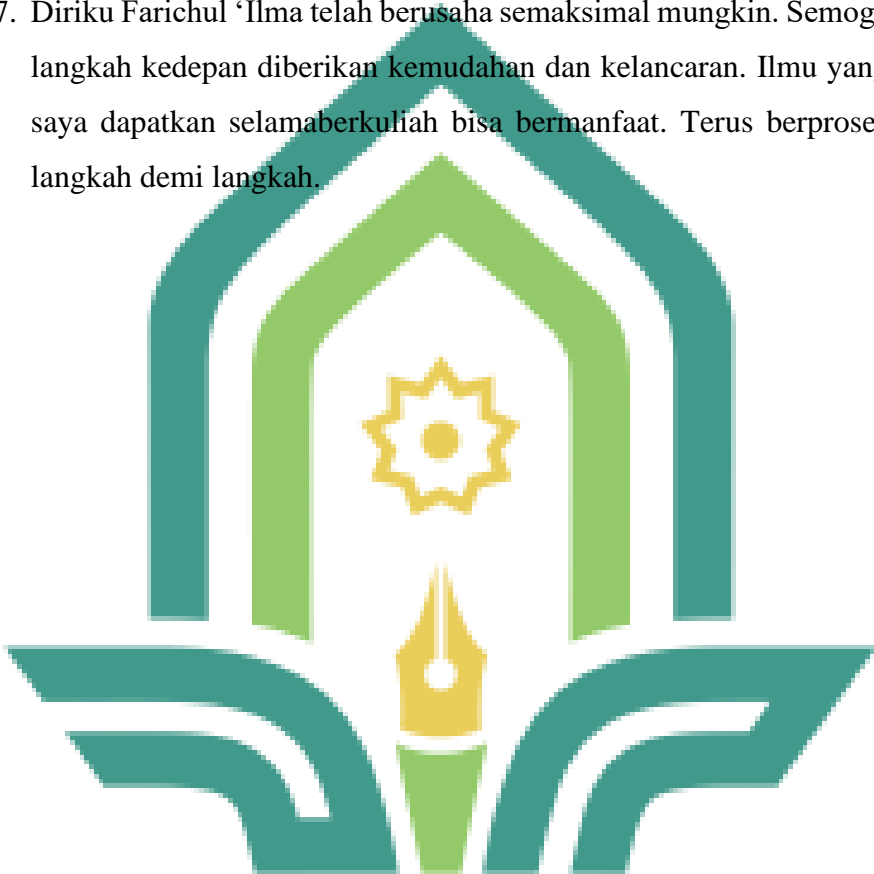 7. Diriku Farichul ‘Ilma telah berusaha semaksimal mungkin. Semog
langkah kedepan diberikan kemudahan dan kelancaran. Ilmu yan
saya dapatkan selamaberkuliah bisa bermanfaat. Terus berprose
langkah demi langkah.